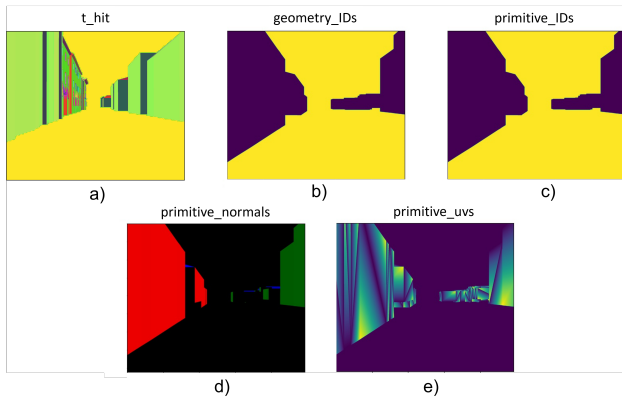 t_hit
geometry_IDs
primitive_IDs
a)
b)
c)
primitive_normals
primitive_uvs
d)
e)